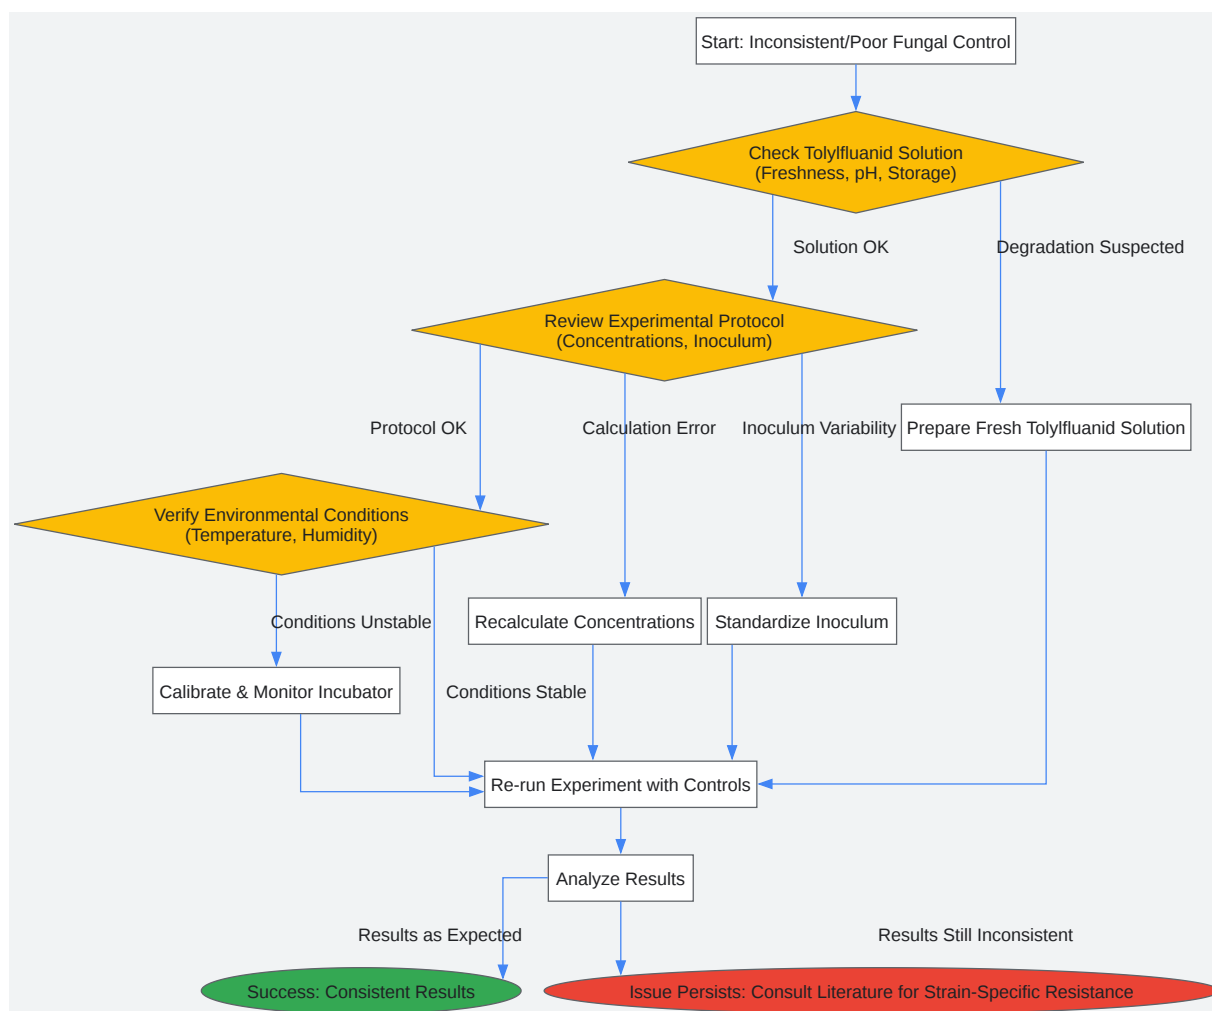 Start: Inconsistent/Poor Fungal Control
Check Tolylfluanid Solution
(Freshness, pH, Storage)
Solution OK
Degradation Suspected
Review Experimental Protocol
(Concentrations, Inoculum)
Protocol OK
Calculation Error
Inoculum Variability
Prepare Fresh Tolylfluanid Solution
Verify Environmental Conditions
(Temperature, Humidity)
Conditions Unstable
Recalculate Concentrations
Standardize Inoculum
Calibrate & Monitor Incubator
Conditions Stable
Re-run Experiment with Controls
Analyze Results
Results as Expected
Results Still Inconsistent
Success: Consistent Results
Issue Persists: Consult Literature for Strain-Specific Resistance